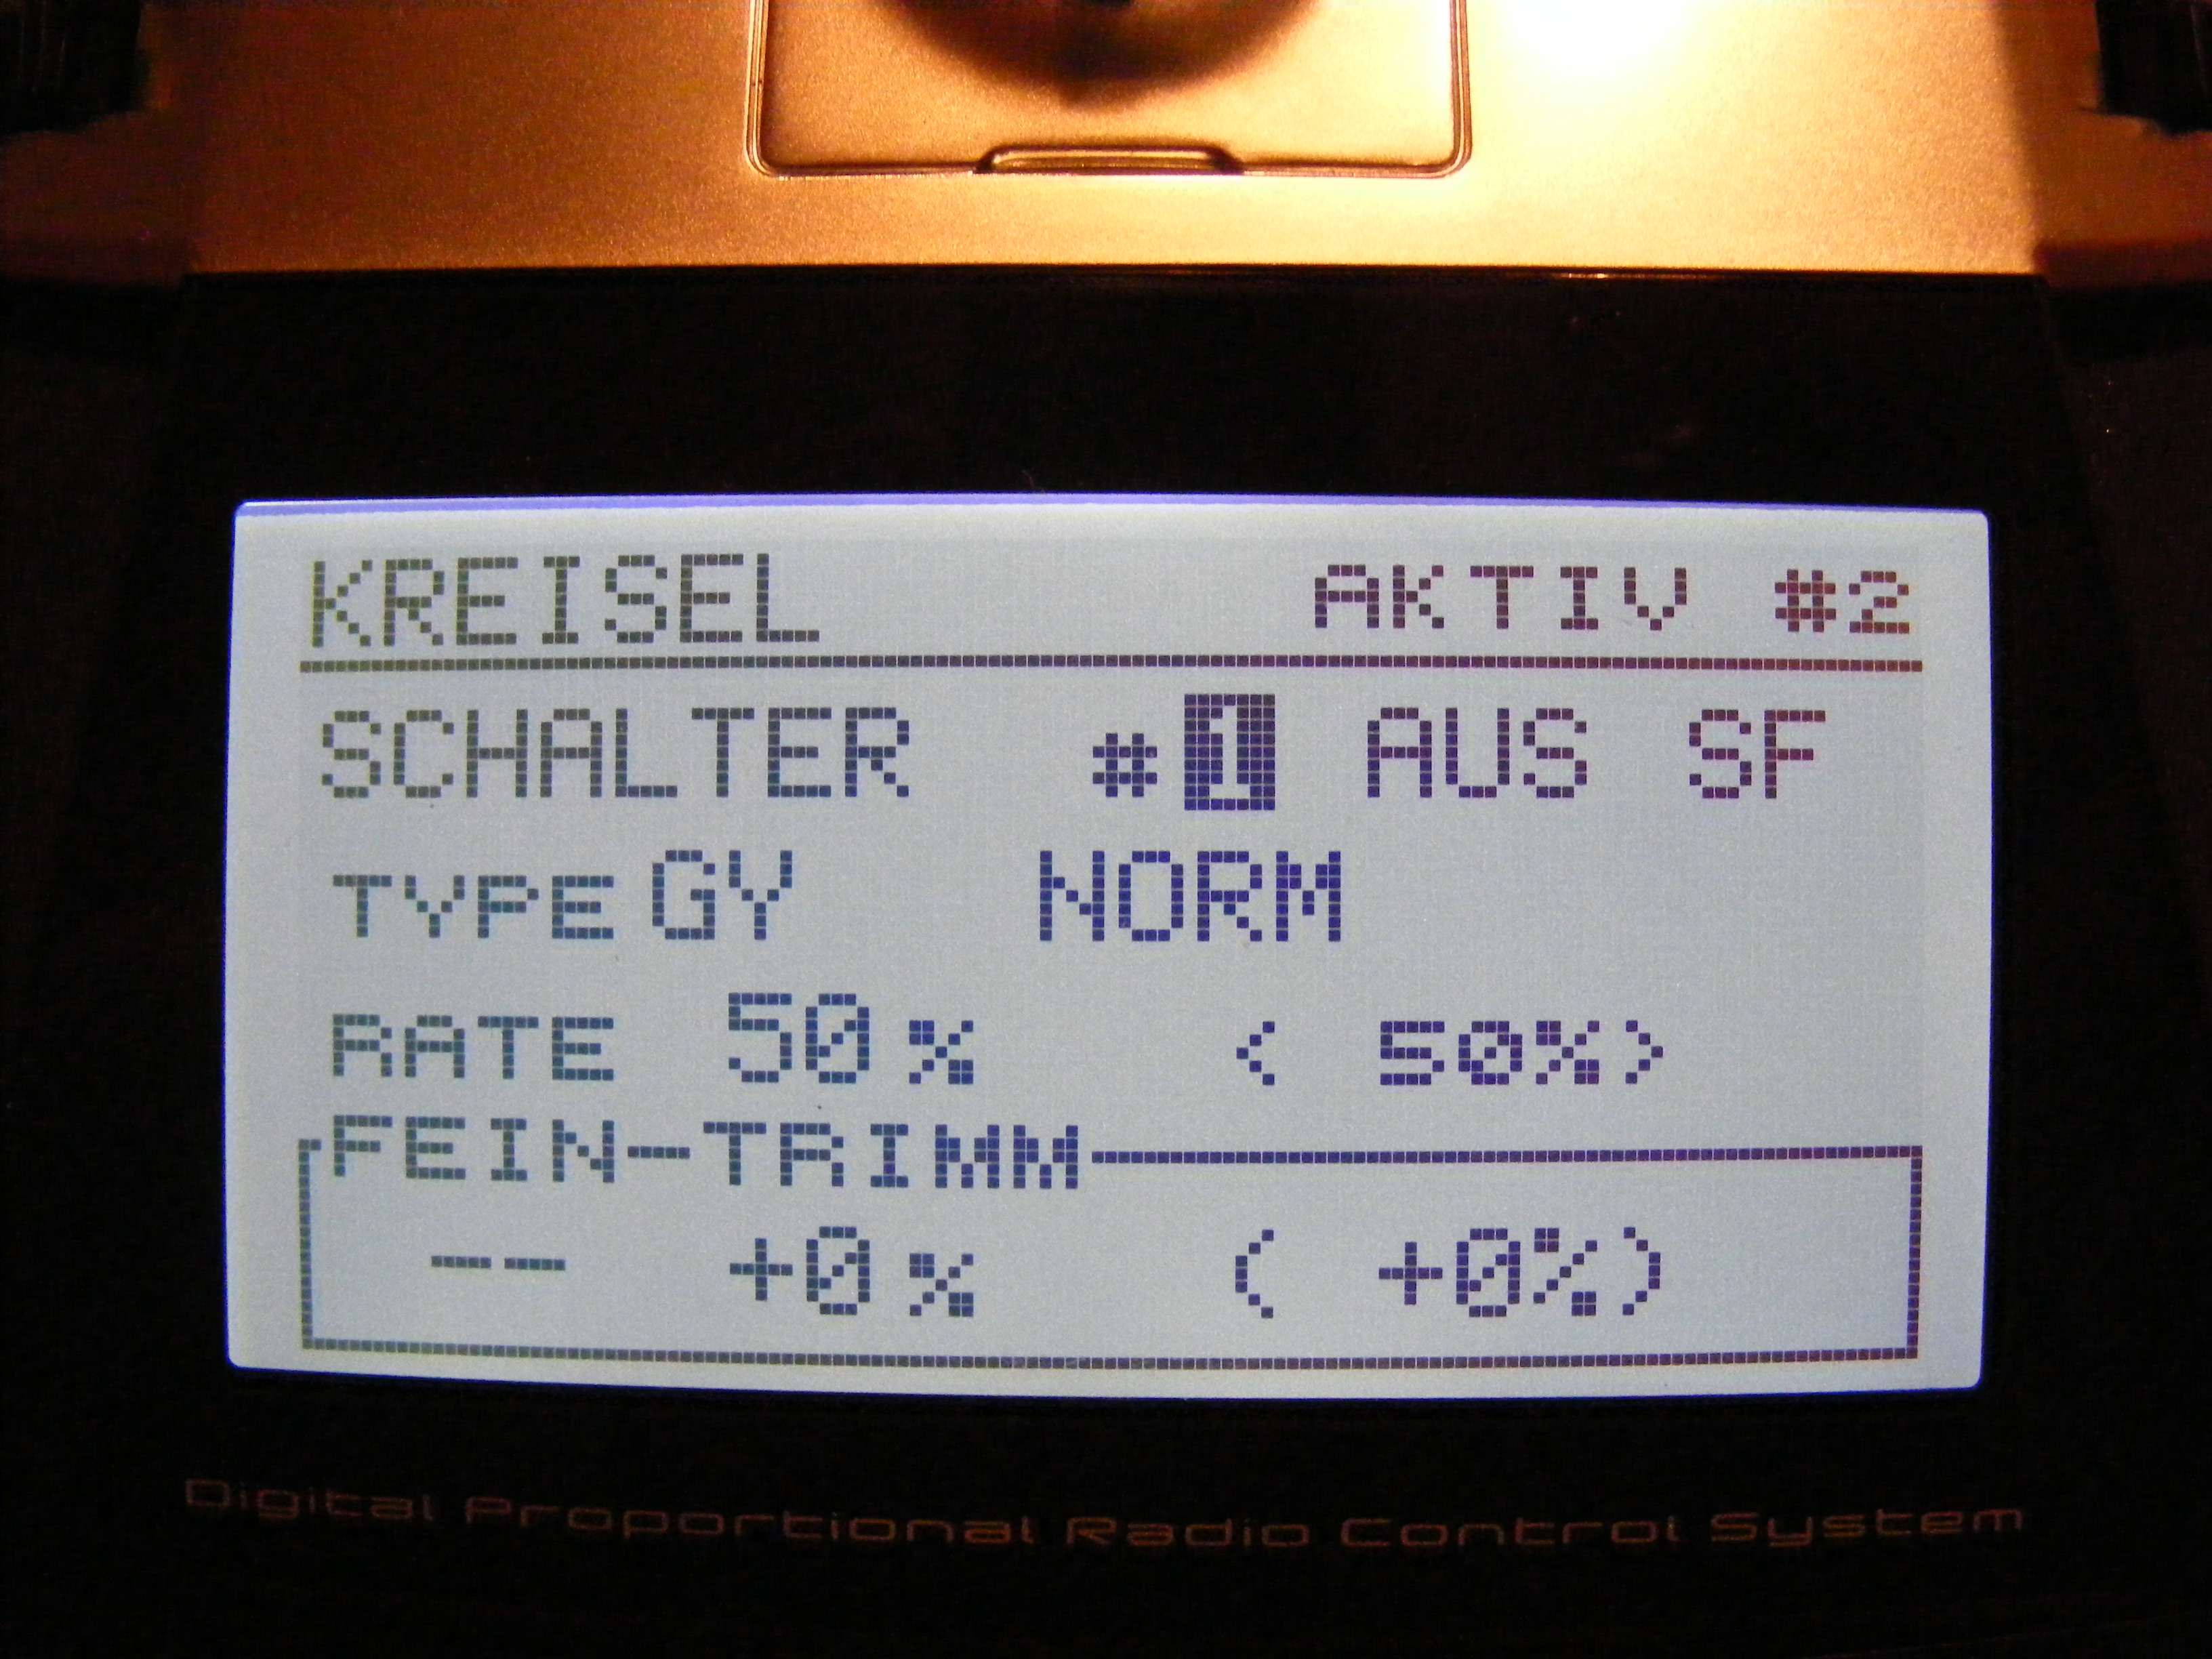 KREISEL AKTIV #2
SCHALTER #1 AUS SF
TYPE GY NORM
RATE 50% < 50%>
FEIN-TRIMM
-- +0% ( +0%)
Digital Proportional Radio Control System